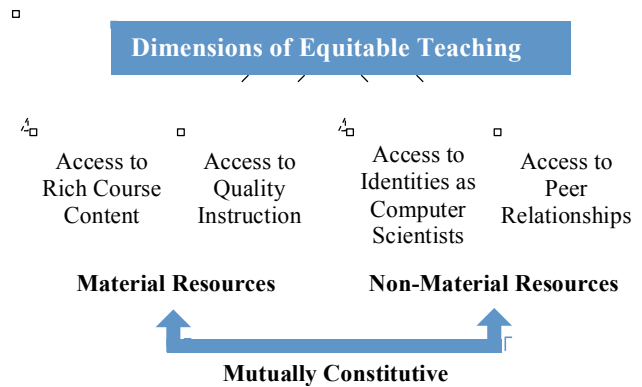 Dimensions of Equitable Teaching
Access to
Rich Course
Content
Access to
Quality
Instruction
Access to
Identities as
Computer
Scientists
Access to
Peer
Relationships
Material Resources
Non-Material Resources
Mutually Constitutive